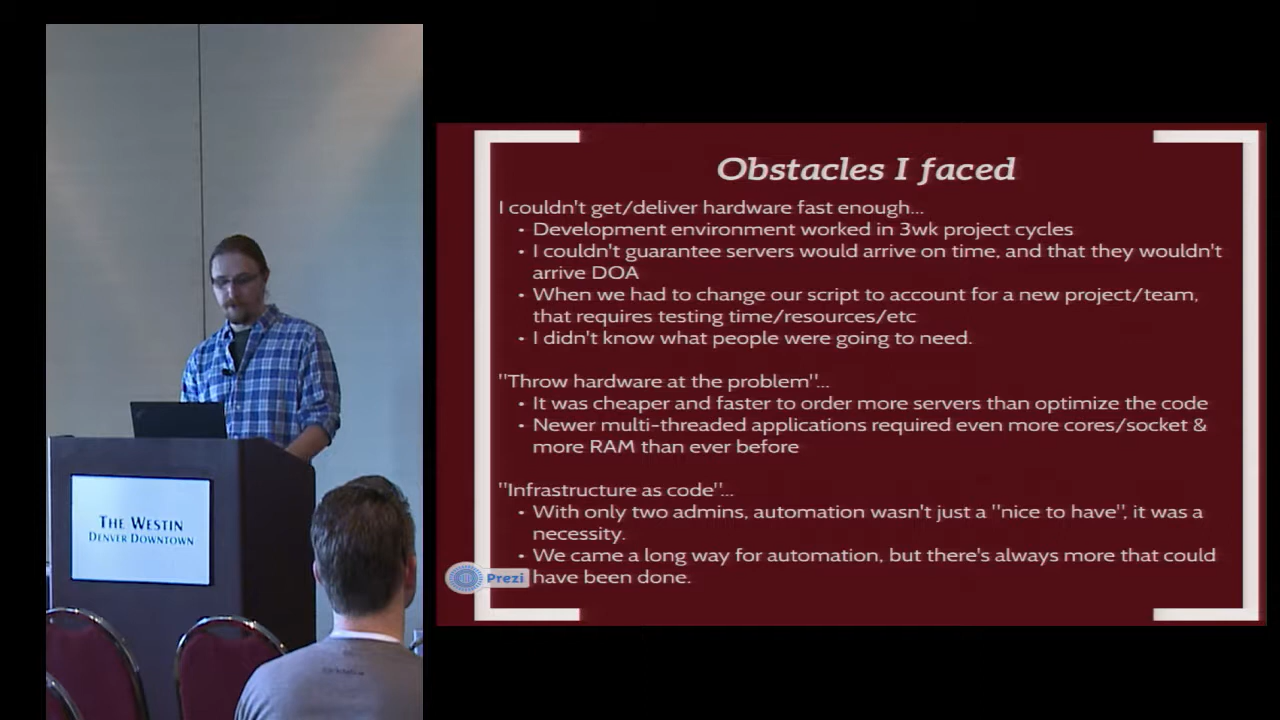 Obstacles I faced
I couldn't get/deliver hardware fast enough...
• Development environment worked in 3wk project cycles
• I couldn't guarantee servers would arrive on time, and that they wouldn't
arrive DOA
• When we had to change our script to account for a new project/team,
that requires testing time/resources/etc
• I didn't know what people were going to need.
"Throw hardware at the problem"...
• It was cheaper and faster to order more servers than optimize the code
• Newer multi-threaded applications required even more cores/socket &
more RAM than ever before
"Infrastructure as code"...
• With only two admins, automation wasn't just a "nice to have", it was a
necessity.
• We came a long way for automation, but there's always more that could
have been done.
Prezi
THE WESTIN
DENVER DOWNTOWN